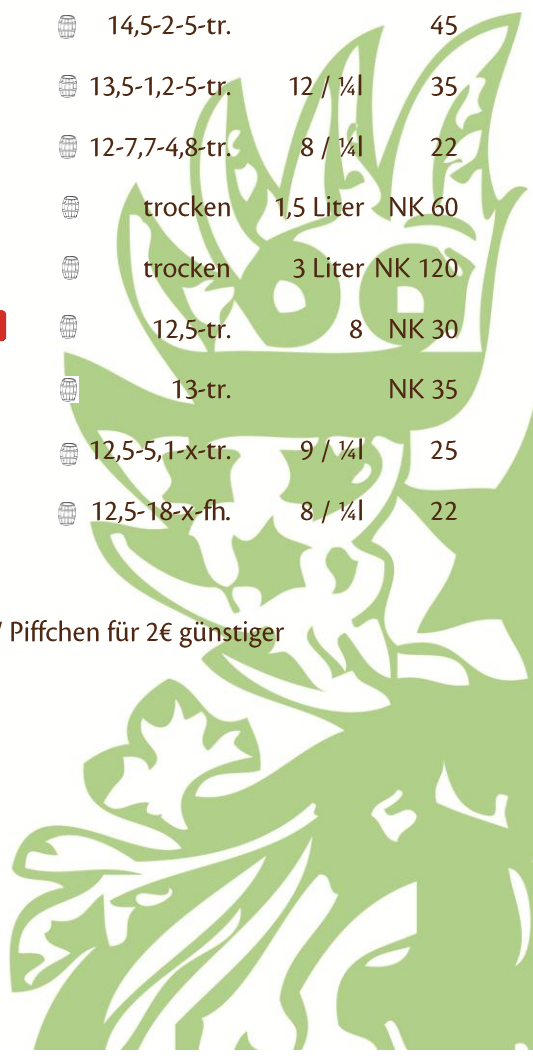 14,5-2-5-tr. 45
13,5-1,2-5-tr. 12 / ¼l 35
12-7,7-4,8-tr. 8 / ¼l 22
trocken 1,5 Liter NK 60
trocken 3 Liter NK 120
12,5-tr. 8 NK 30
13-tr. NK 35
12,5-5,1-x-tr. 9 / ¼l 25
12,5-18-x-fh. 8 / ¼l 22
/ Piffchen für 2€ günstiger